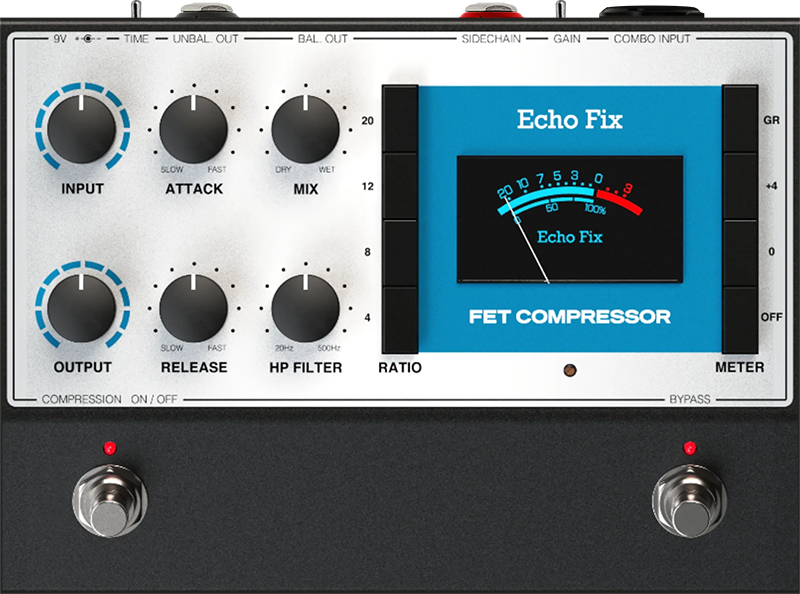 9V
TIME
UNBAL. OUT
BAL. OUT
SIDECHAIN
GAIN
COMBO INPUT
INPUT
SLOW FAST
ATTACK
DRY WET
MIX
20
12
8
4
Echo Fix
20 10 7 5 3 0 3
0 50 100%
Echo Fix
FET COMPRESSOR
GR
+4
0
OFF
OUTPUT
SLOW FAST
RELEASE
20Hz 500Hz
HP FILTER
RATIO
METER
COMPRESSION ON / OFF
BYPASS